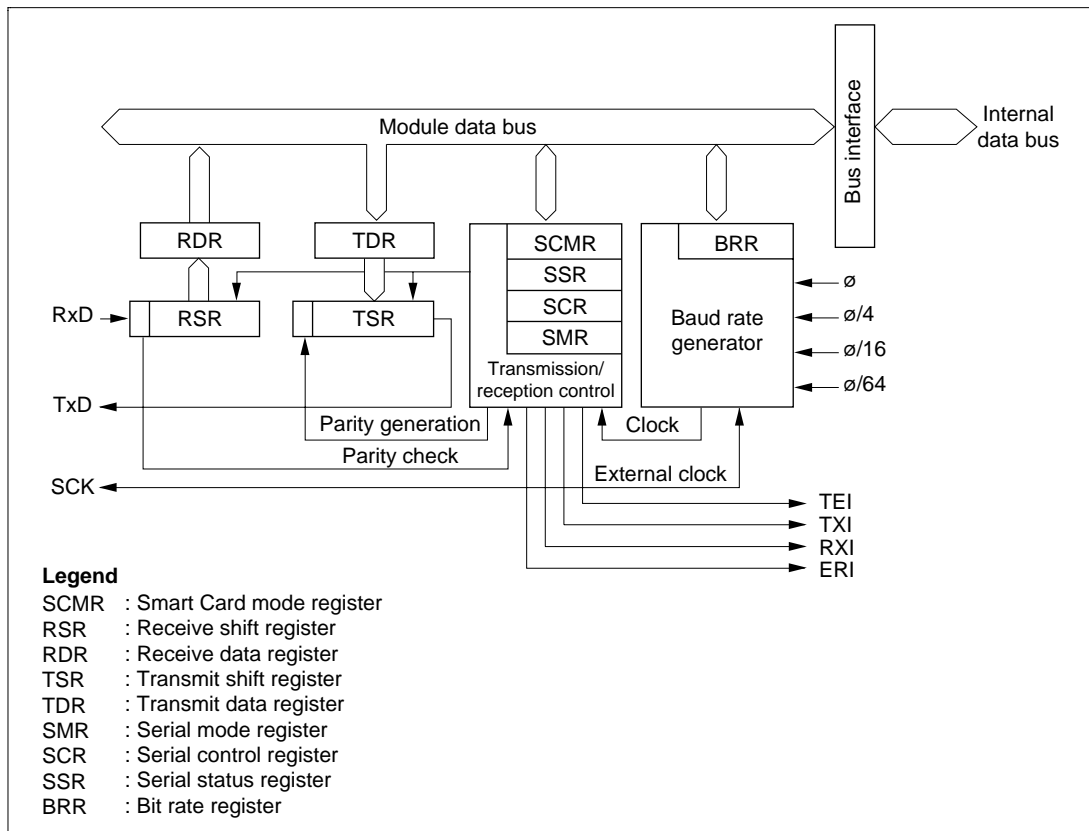 Module data bus
Bus interface
Internal
data bus
RDR
TDR
SCMR
SSR
SCR
SMR
Transmission/
reception control
BRR
Baud rate
generator
ø
ø/4
ø/16
ø/64
RxD
RSR
TSR
TxD
Parity generation
Parity check
Clock
External clock
SCK
TEI
TXI
RXI
ERI
Legend
SCMR : Smart Card mode register
RSR : Receive shift register
RDR : Receive data register
TSR : Transmit shift register
TDR : Transmit data register
SMR : Serial mode register
SCR : Serial control register
SSR : Serial status register
BRR : Bit rate register